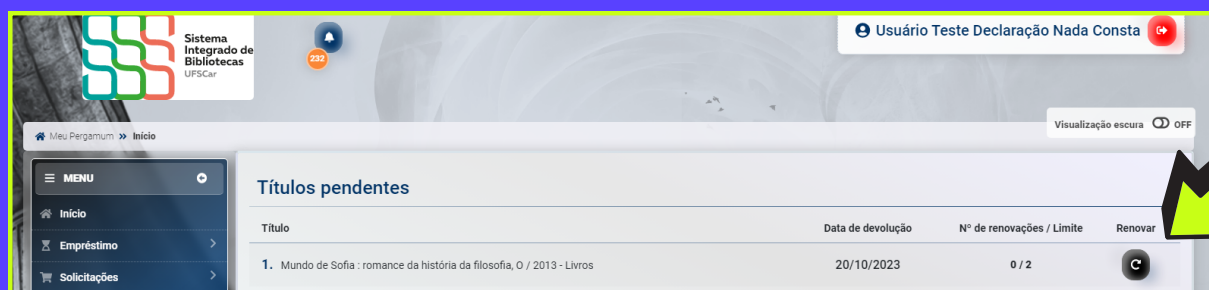 Sistema
Integrado de
Bibliotecas
UFSCar
232
Usuário Teste Declaração Nada Consta
Meu Pergamum » Início
Visualização escura OFF
MENU
Início
Empréstimo
Solicitações
Títulos pendentes
Título Data de devolução Nº de renovações / Limite Renovar
1. Mundo de Sofia : romance da história da filosofia, O / 2013 - Livros 20/10/2023 0 / 2